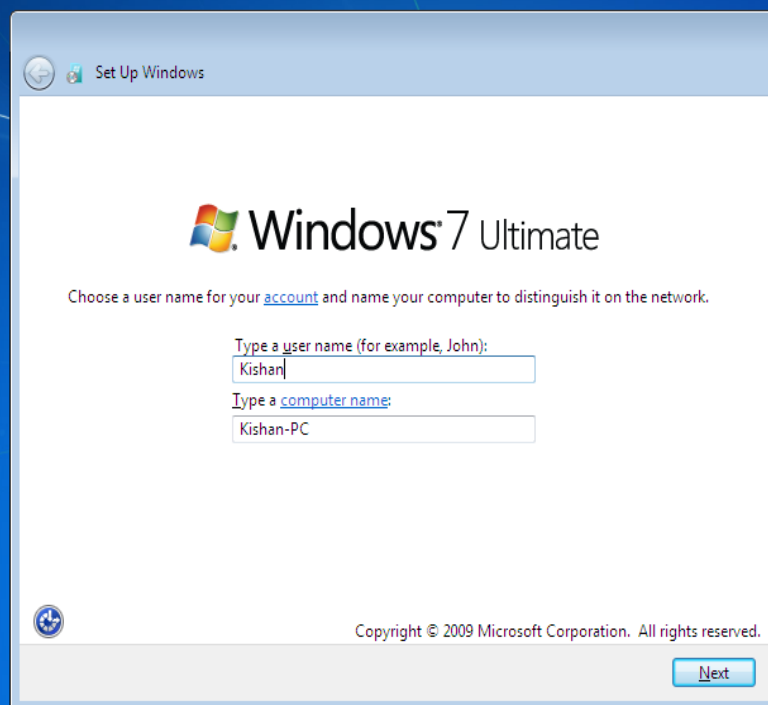 Set Up Windows
Windows® 7 Ultimate
Choose a user name for your account and name your computer to distinguish it on the network.
Type a user name (for example, John):
Kishan
Type a computer name:
Kishan-PC
Copyright © 2009 Microsoft Corporation. All rights reserved.
Next